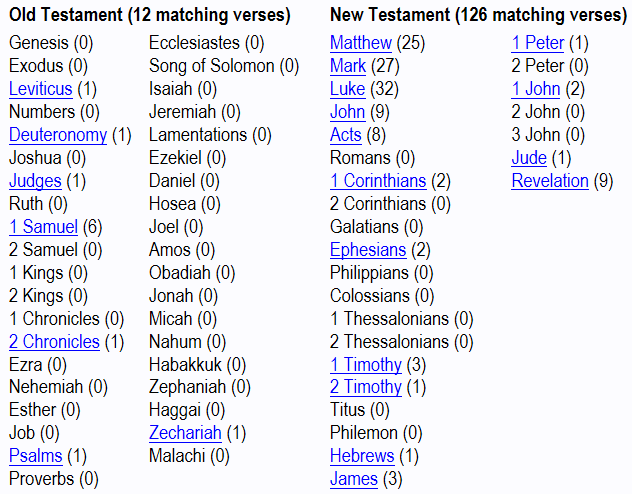 Old Testament (12 matching verses)
Genesis (0)
Exodus (0)
Leviticus (1)
Numbers (0)
Deuteronomy (1)
Joshua (0)
Judges (1)
Ruth (0)
1 Samuel (6)
2 Samuel (0)
1 Kings (0)
2 Kings (0)
1 Chronicles (0)
2 Chronicles (1)
Ezra (0)
Nehemiah (0)
Esther (0)
Job (0)
Psalms (1)
Proverbs (0)
Ecclesiastes (0)
Song of Solomon (0)
Isaiah (0)
Jeremiah (0)
Lamentations (0)
Ezekiel (0)
Daniel (0)
Hosea (0)
Joel (0)
Amos (0)
Obadiah (0)
Jonah (0)
Micah (0)
Nahum (0)
Habakkuk (0)
Zephaniah (0)
Haggai (0)
Zechariah (1)
Malachi (0)
New Testament (126 matching verses)
Matthew (25)
Mark (27)
Luke (32)
John (9)
Acts (8)
Romans (0)
1 Corinthians (2)
2 Corinthians (0)
Galatians (0)
Ephesians (2)
Philippians (0)
Colossians (0)
1 Thessalonians (0)
2 Thessalonians (0)
1 Timothy (3)
2 Timothy (1)
Titus (0)
Philemon (0)
Hebrews (1)
James (3)
1 Peter (1)
2 Peter (0)
1 John (2)
2 John (0)
3 John (0)
Jude (1)
Revelation (9)